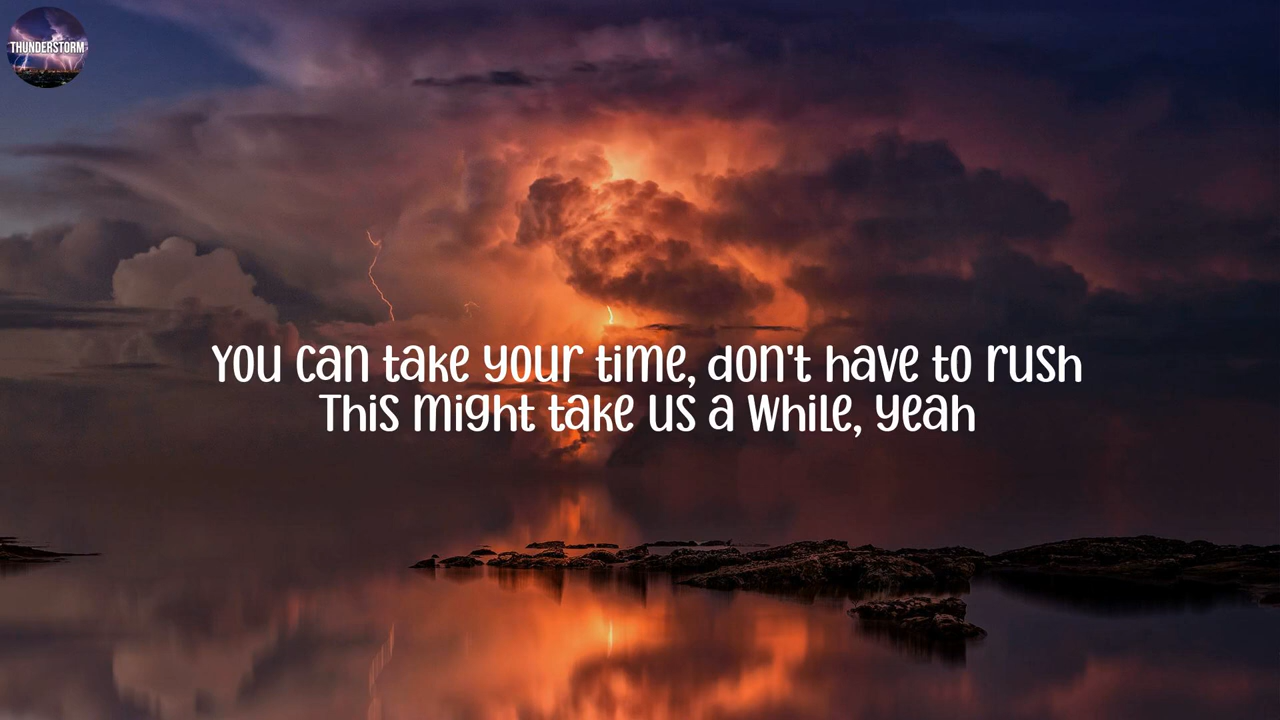 THUNDERSTORM
You can take your time, don't have to rush
This might take us a while, yeah